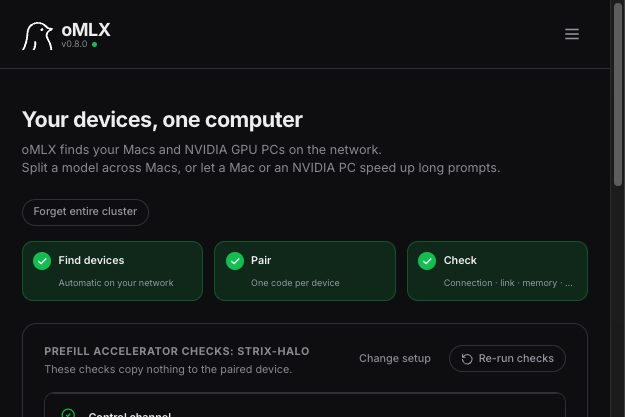 oMLX
v0.8.0
Your devices, one computer
oMLX finds your Macs and NVIDIA GPU PCs on the network.
Split a model across Macs, or let a Mac or an NVIDIA PC speed up long prompts.
Forget entire cluster
Find devices
Automatic on your network
Pair
One code per device
Check
Connection · link · memory · ...
PREFILL ACCELERATOR CHECKS: STRIX-HALO
These checks copy nothing to the paired device.
Change setup
Re-run checks
Control channel